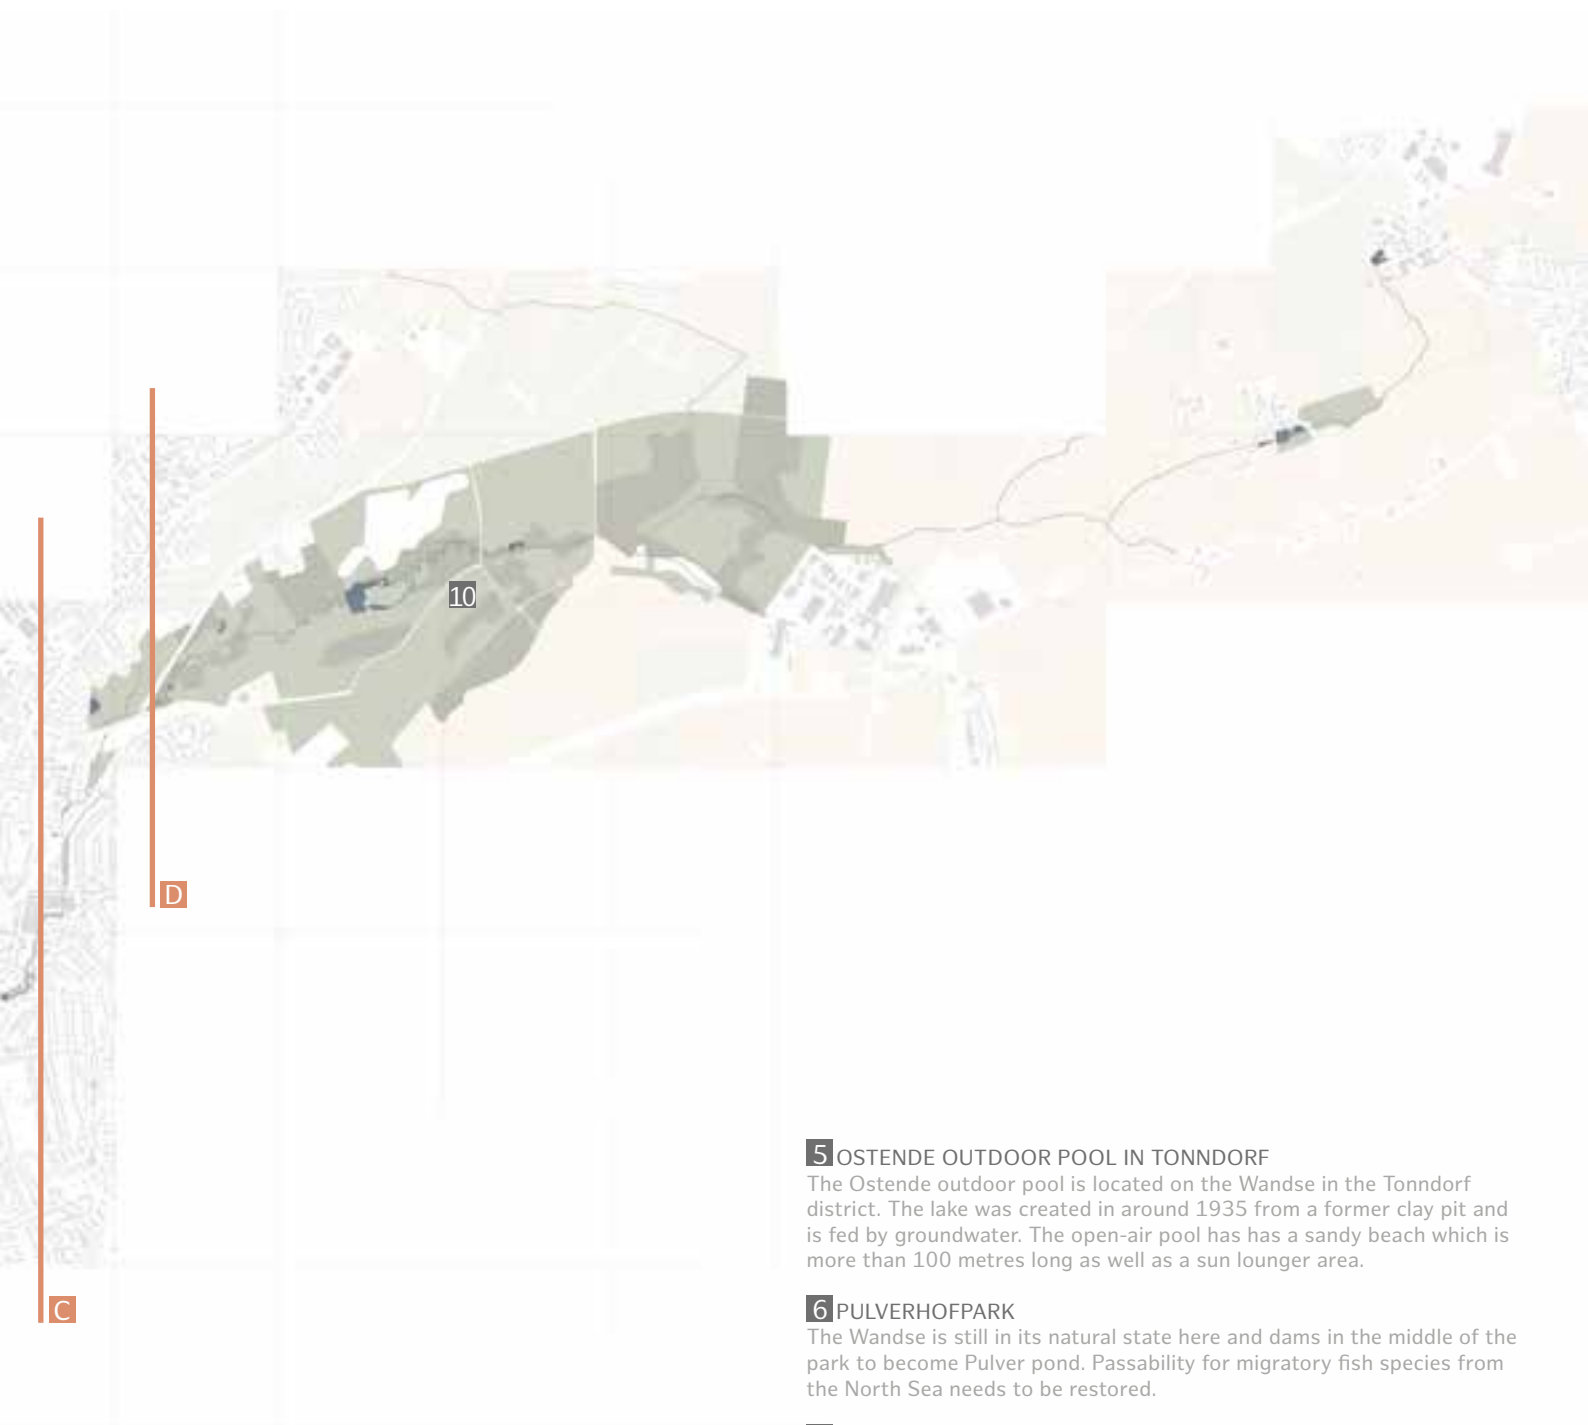 10
D
C
5 OSTENDE OUTDOOR POOL IN TONNDORF
The Ostende outdoor pool is located on the Wandse in the Tonndorf
district. The lake was created in around 1935 from a former clay pit and
is fed by groundwater. The open-air pool has has a sandy beach which is
more than 100 metres long as well as a sun lounger area.
6 PULVERHOFPARK
The Wandse is still in its natural state here and dams in the middle of the
park to become Pulver pond. Passability for migratory fish species from
the North Sea needs to be restored.